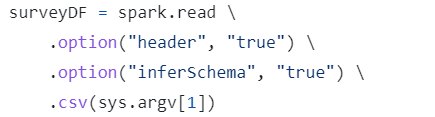 surveyDF = spark.read \
    .option("header", "true") \
    .option("inferSchema", "true") \
    .csv(sys.argv[1])